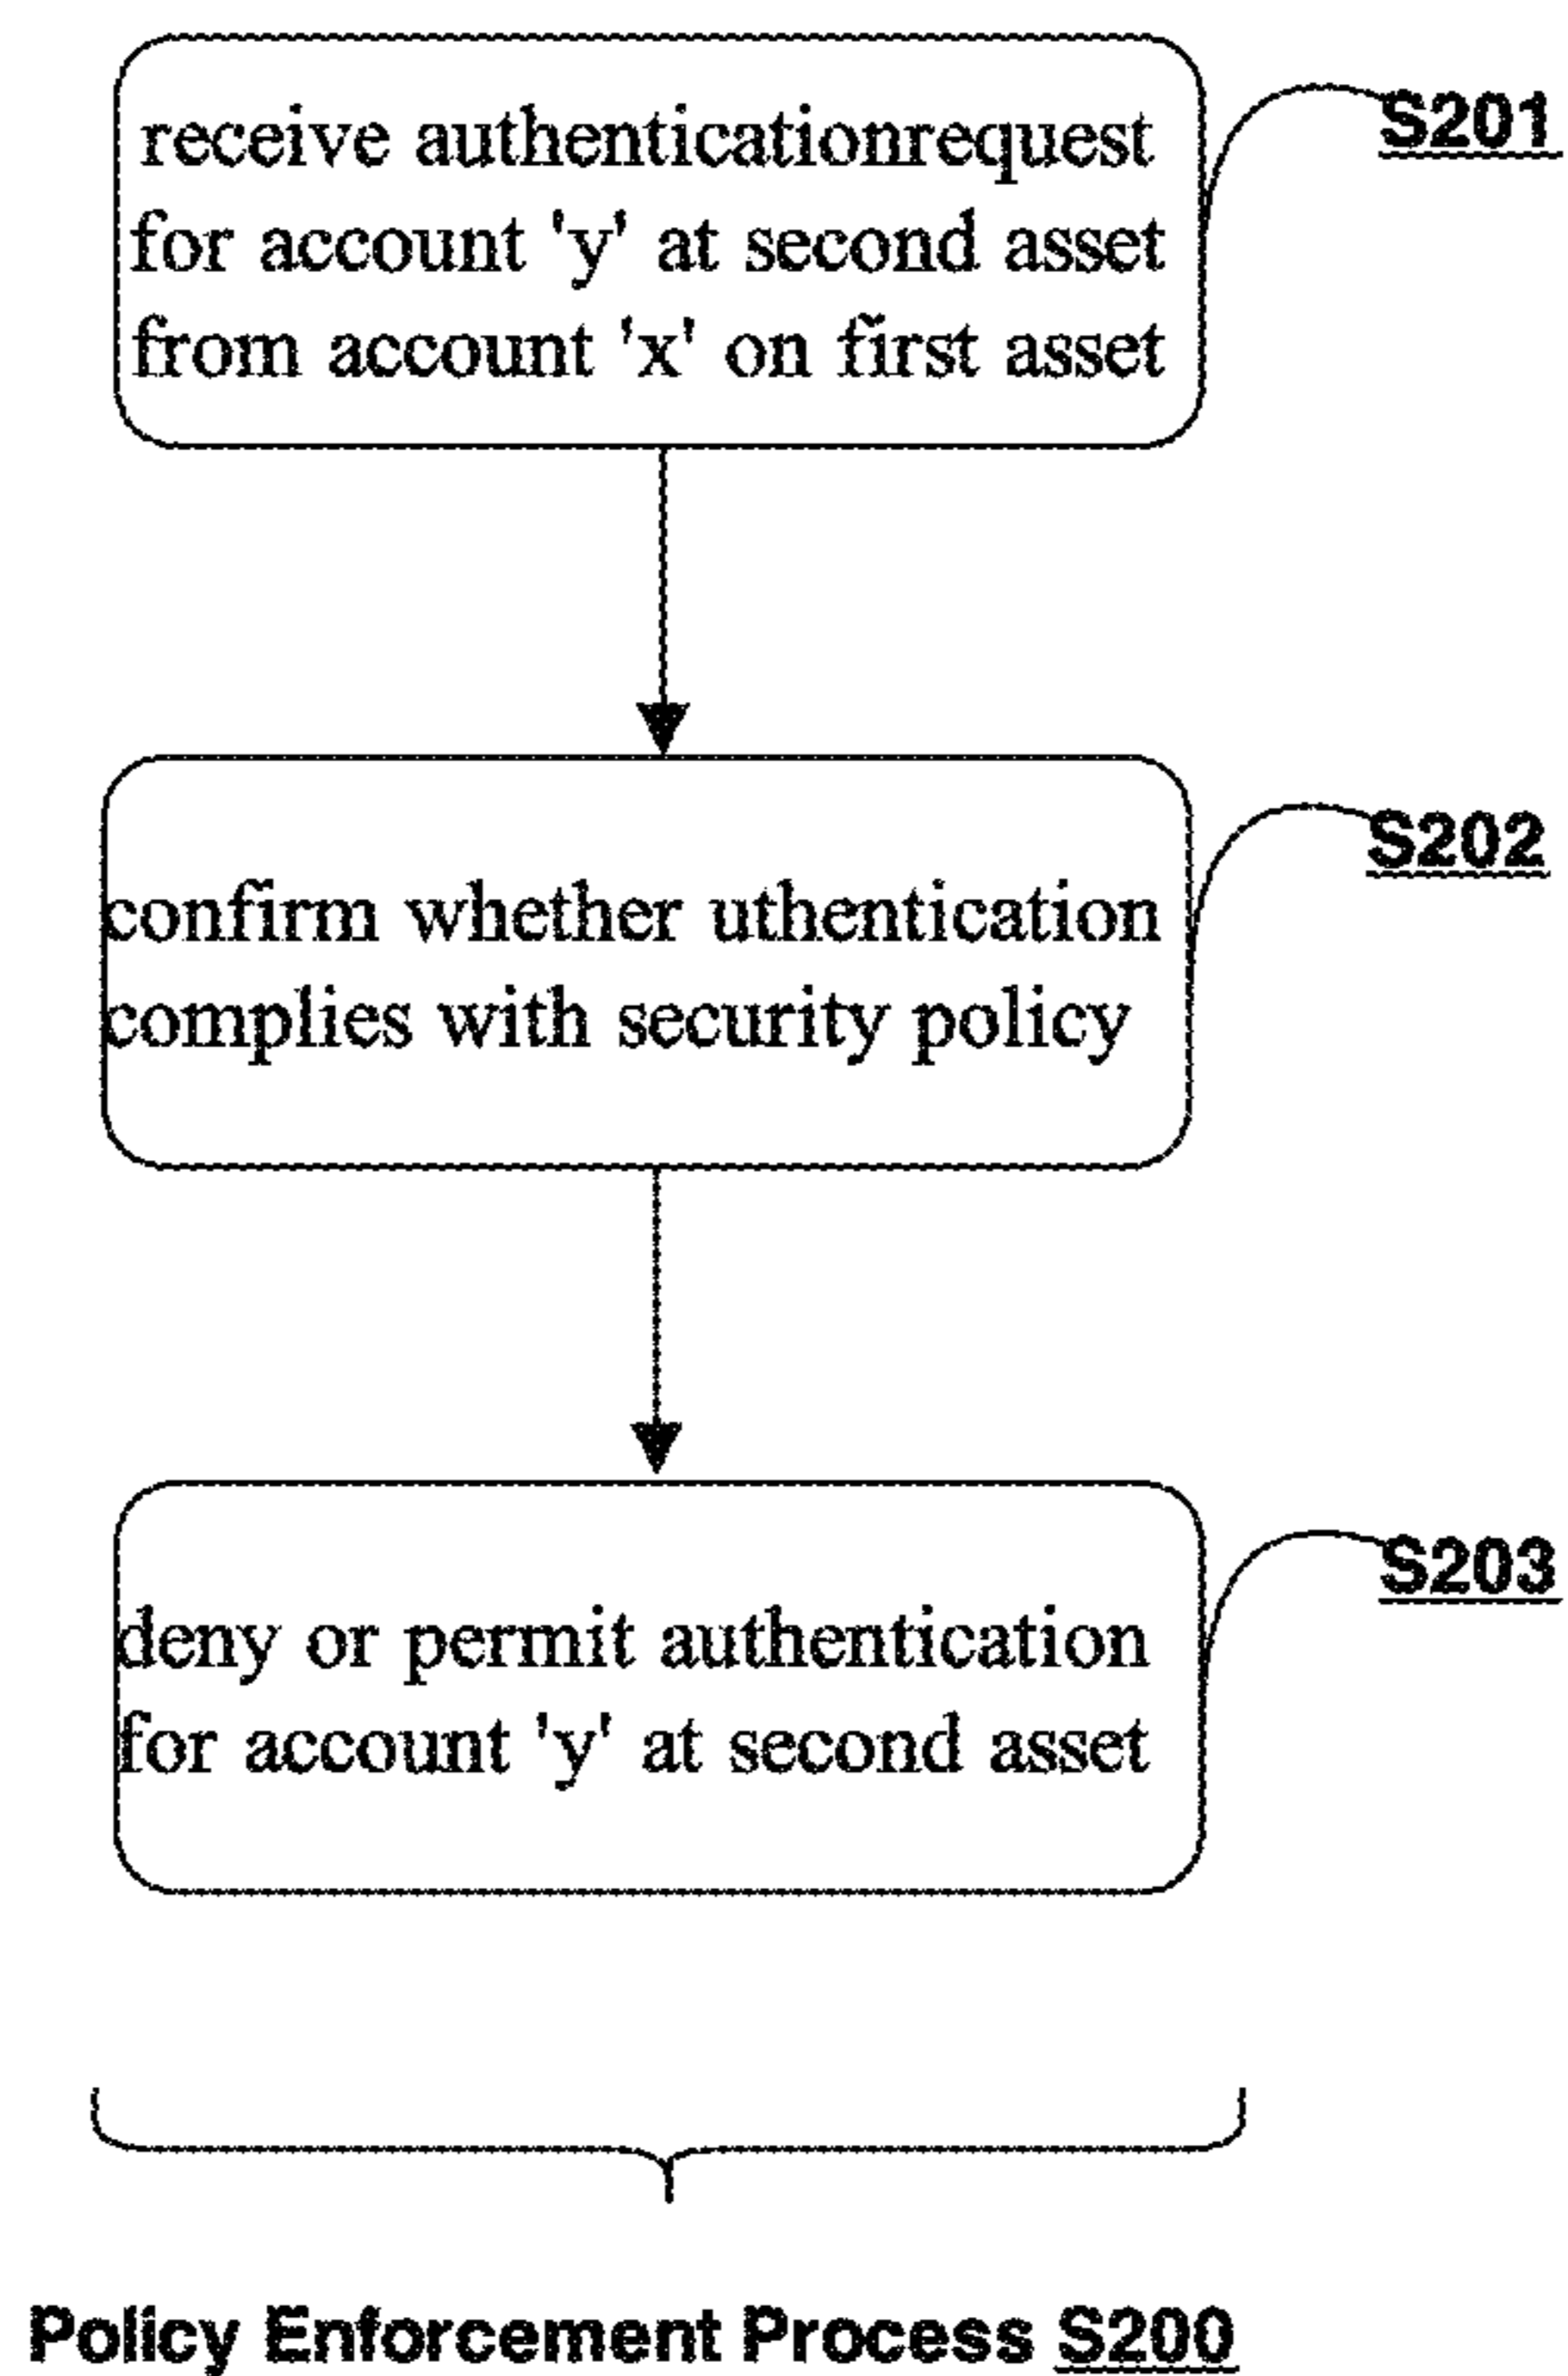 receive authenticationrequest
for account 'y' at second asset
from account 'x' on first asset
S201
confirm whether uthentication
complies with security policy
S202
deny or permit authentication
for account 'y' at second asset
S203
Policy Enforcement Process S200